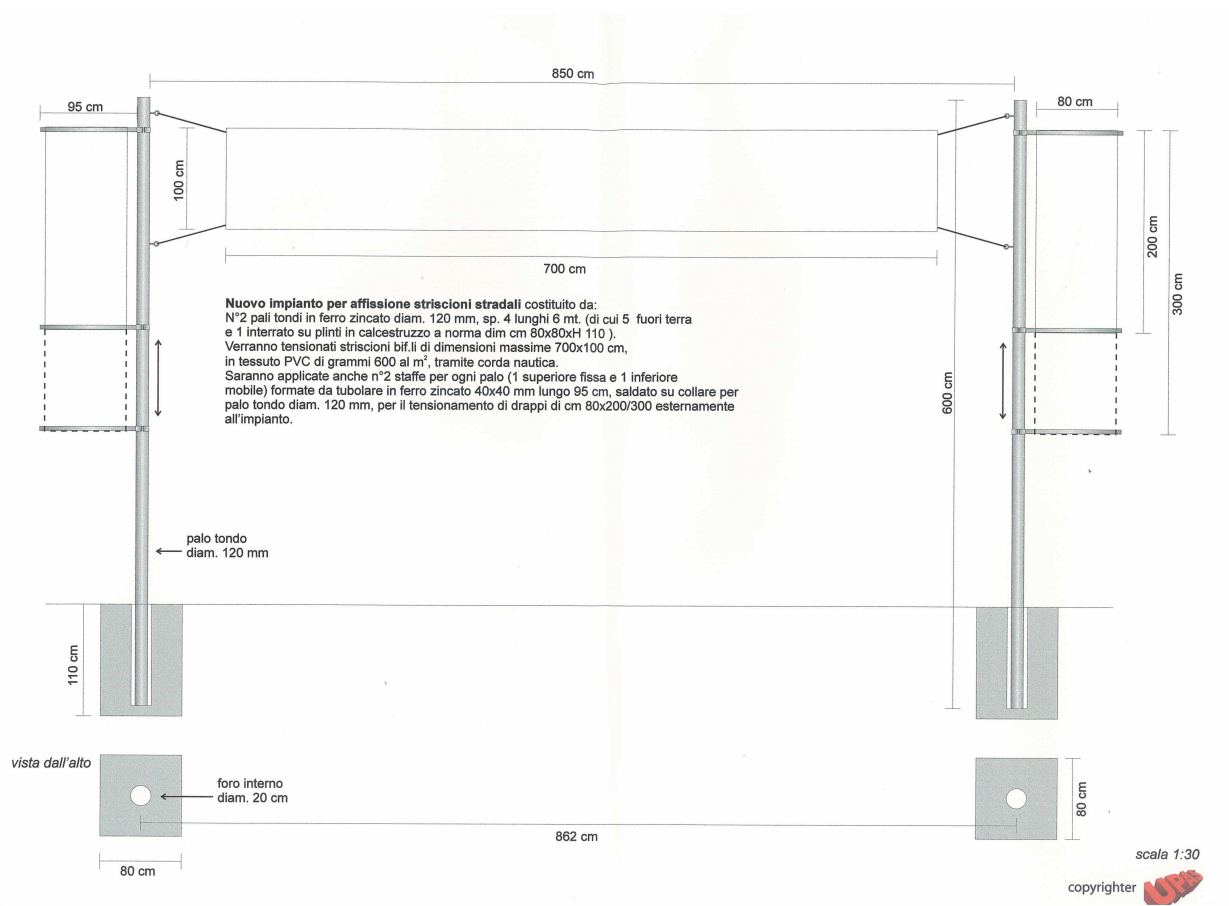 850 cm
95 cm
80 cm
100 cm
200 cm
300 cm
700 cm
Nuovo impianto per affissione striscioni stradali costituito da:
N°2 pali tondi in ferro zincato diam. 120 mm, sp. 4 lunghi 6 mt. (di cui 5 fuori terra
e 1 interrato su plinti in calcestruzzo a norma dim cm 80x80xH 110 ).
Verranno tensionati striscioni bif.li di dimensioni massime 700x100 cm,
in tessuto PVC di grammi 600 al m², tramite corda nautica.
Saranno applicate anche n°2 staffe per ogni palo (1 superiore fissa e 1 inferiore
mobile) formate da tubolare in ferro zincato 40x40 mm lungo 95 cm, saldato su collare per
palo tondo diam. 120 mm, per il tensionamento di drappi di cm 80x200/300 esternamente
all'impianto.
600 cm
palo tondo
diam. 120 mm
110 cm
vista dall'alto
foro interno
diam. 20 cm
80 cm
862 cm
80 cm
scala 1:30
copyrighter UPAS